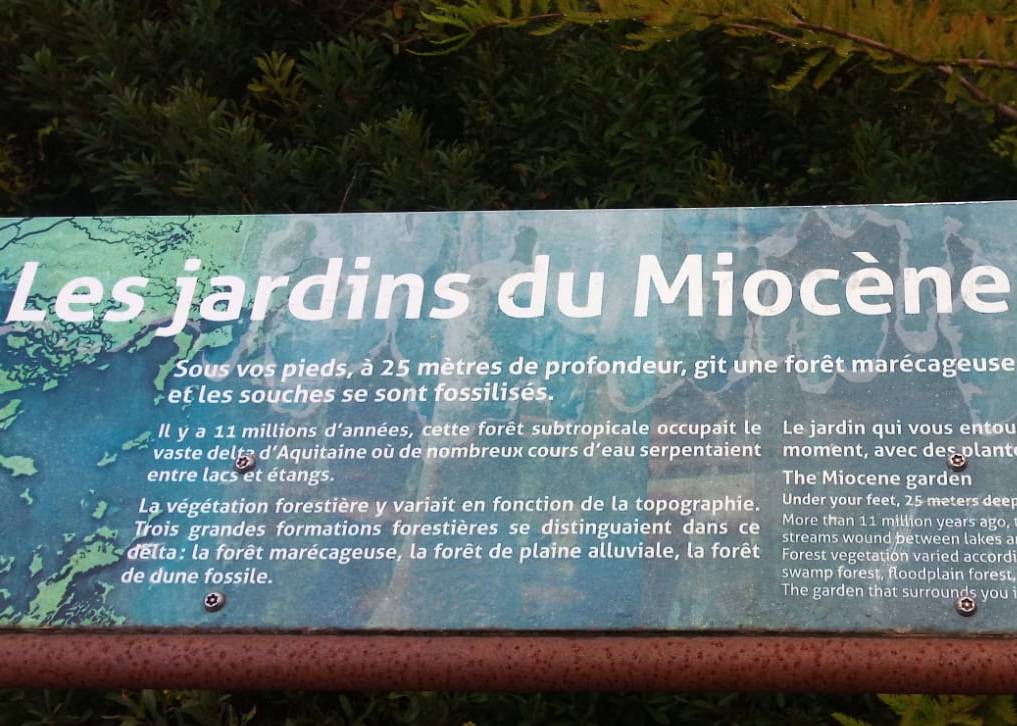 Les jardins du Miocène
Sous vos pieds, à 25 mètres de profondeur, git une forêt marécageuse
et les souches se sont fossilisés.
Il y a 11 millions d'années, cette forêt subtropicale occupait le
vaste delta d'Aquitaine où de nombreux cours d'eau serpentaient
entre lacs et étangs.
La végétation forestière y variait en fonction de la topographie.
Trois grandes formations forestières se distinguaient dans ce
delta : la forêt marécageuse, la forêt de plaine alluviale, la forêt
de dune fossile.
Le jardin qui vous
moment, avec des
The Miocene garden
Under your feet, 25 meters deep
More than 11 million years ago,
streams wound between lakes
Forest vegetation varied
swamp forest, floodplain forest,
The garden that surrounds you